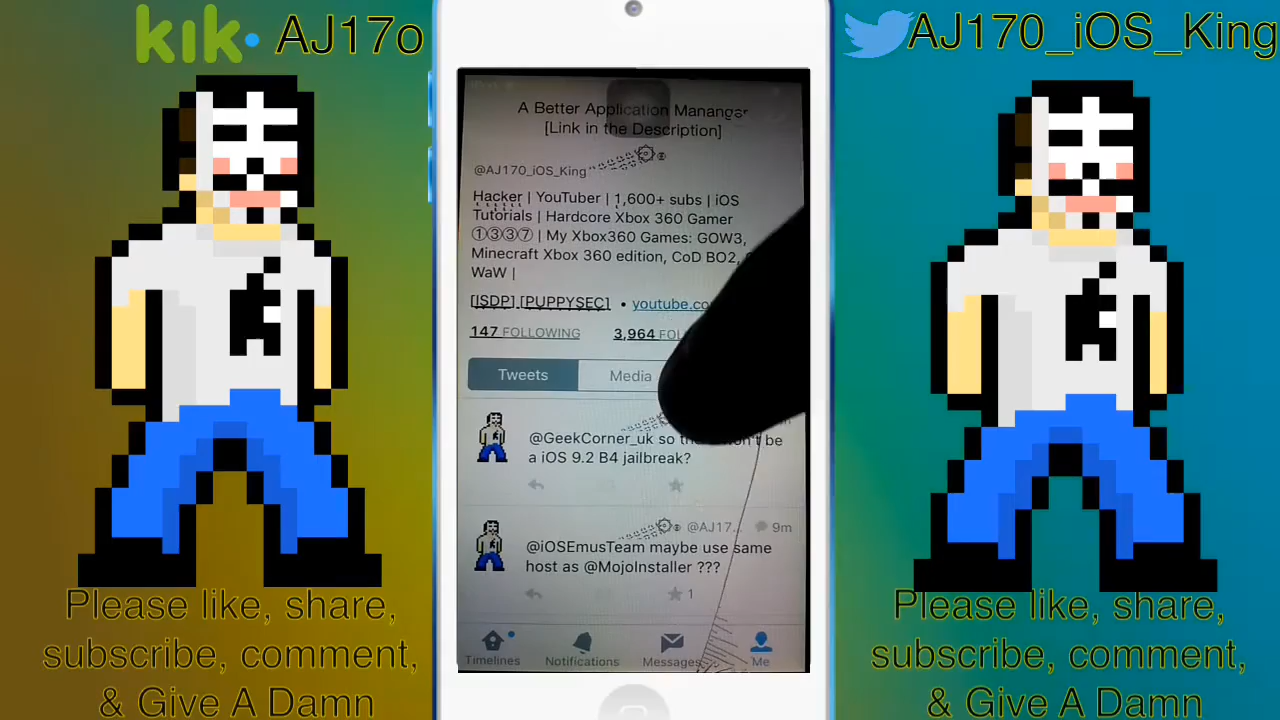 kik• AJ17o
AJ170_iOS_King
A Better Application Mananger
[Link in the Description]
@AJ170_iOS_King
Hacker | YouTuber | 1,600+ subs | iOS
Tutorials | Hardcore Xbox 360 Gamer
①③③⑦ | My Xbox360 Games: GOW3,
Minecraft Xbox 360 edition, CoD BO2,
WaW |
[ISDP],[PUPPYSEC] • youtube.co
147 FOLLOWING 3,964 FOL
Tweets Media
@GeekCorner_uk so be
a iOS 9.2 B4 jailbreak?
@AJ17... 9m
@iOSEmusTeam maybe use same
host as @MojoInstaller ???
1
Timelines Notifications Messages Me
Please like, share,
subscribe, comment,
& Give A Damn
Please like, share,
subscribe, comment,
& Give A Damn